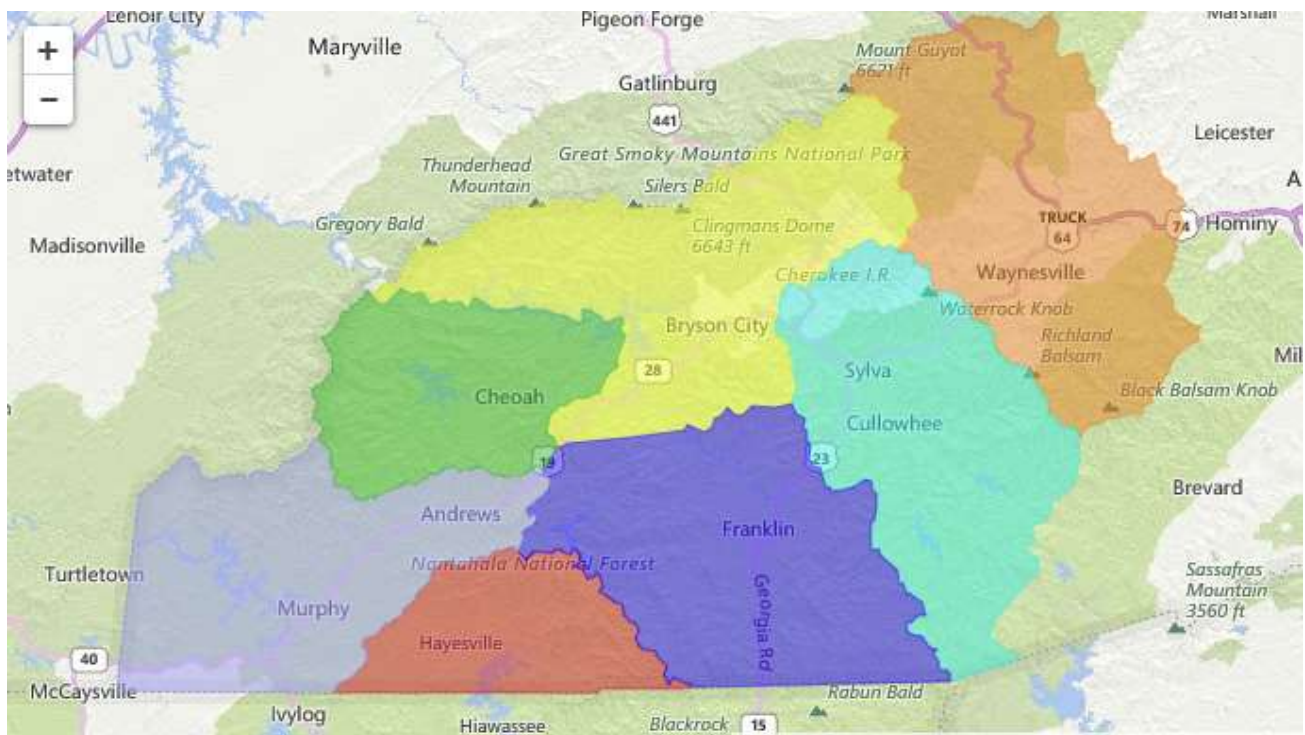 Lenoir City
Pigeon Forge
Marshall
+
−
Maryville
Mount Guyot
6621 ft
Gatlinburg
441
Leicester
etwater
Thunderhead
Mountain
Great Smoky Mountains National Park
Silers Bald
A
Gregory Bald
Clingmans Dome
6643 ft
TRUCK
64
74
Hominy
Madisonville
Cherokee I.R.
Waynesville
Waterrock Knob
Bryson City
Richland
Balsam
Mil
28
Sylva
Cheoah
Black Balsam Knob
Cullowhee
19
23
Brevard
Andrews
Franklin
Nantahala National Forest
Turtletown
Sassafras
Mountain
3560 ft
Murphy
Georgia Rd
Hayesville
40
McCaysville
Rabun Bald
Ivylog
Hiawassee
Blackrock
15